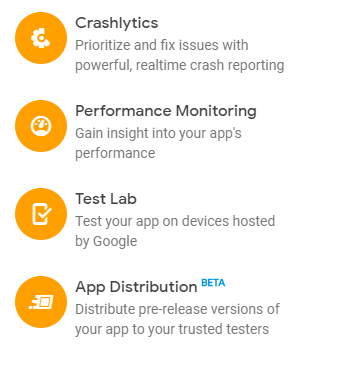 Crashlytics
Prioritize and fix issues with
powerful, realtime crash reporting
Performance Monitoring
Gain insight into your app's
performance
Test Lab
Test your app on devices hosted
by Google
App Distribution BETA
Distribute pre-release versions of
your app to your trusted testers